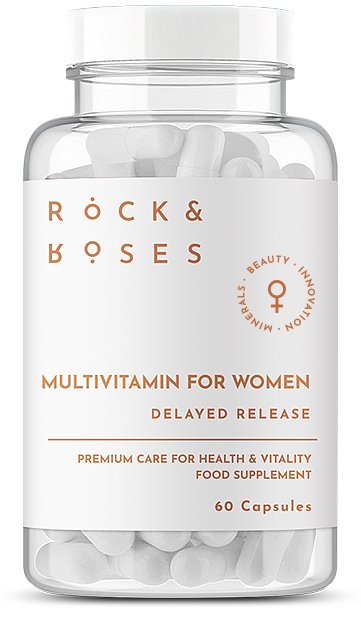 ROCK&
ROSES
BEAUTY · INNOVATION · MINERALS ·
MULTIVITAMIN FOR WOMEN
DELAYED RELEASE
PREMIUM CARE FOR HEALTH & VITALITY
FOOD SUPPLEMENT
60 Capsules